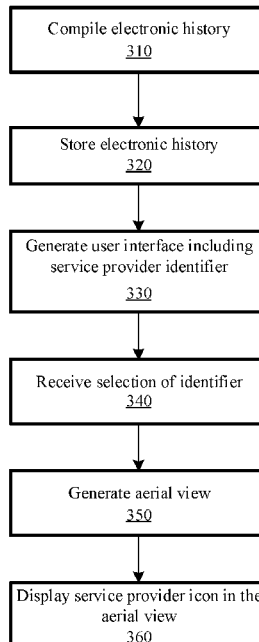 Compile electronic history
310
Store electronic history
320
Generate user interface including
service provider identifier
330
Receive selection of identifier
340
Generate aerial view
350
Display service provider icon in the
aerial view
360